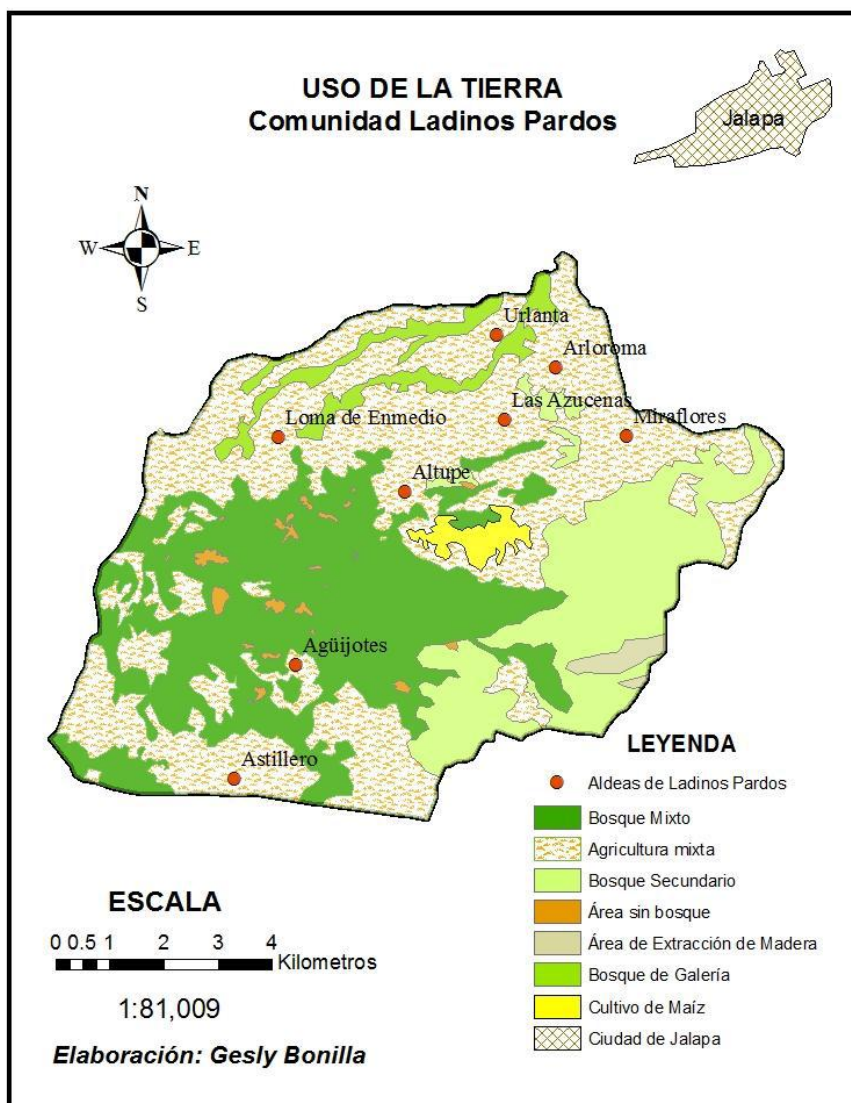 USO DE LA TIERRA
Comunidad Ladinos Pardos
Jalapa
N
W E
S
Urlanta
Arloroma
Las Azucenas
Loma de Enmedio
Miraflores
Altupe
Agüijotes
Astillero
LEYENDA
Aldeas de Ladinos Pardos
Bosque Mixto
Agricultura mixta
Bosque Secundario
Área sin bosque
Área de Extracción de Madera
Bosque de Galería
Cultivo de Maíz
Ciudad de Jalapa
ESCALA
0 0.5 1 2 3 4
Kilometros
1:81,009
Elaboración: Gesly Bonilla